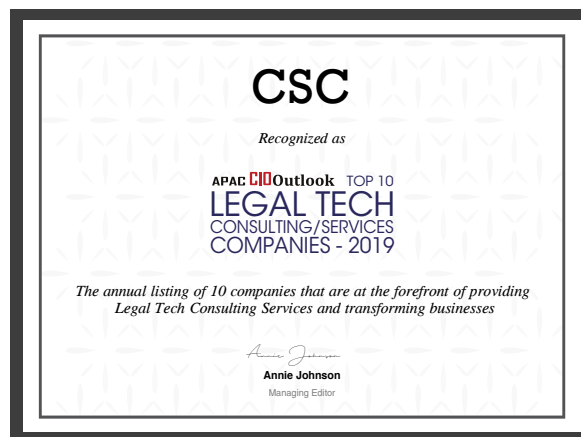 CSC
Recognized as
APAC CIOOutlook TOP 10
LEGAL TECH
CONSULTING/SERVICES
COMPANIES - 2019
The annual listing of 10 companies that are at the forefront of providing
Legal Tech Consulting Services and transforming businesses
Annie Johnson
Annie Johnson
Managing Editor